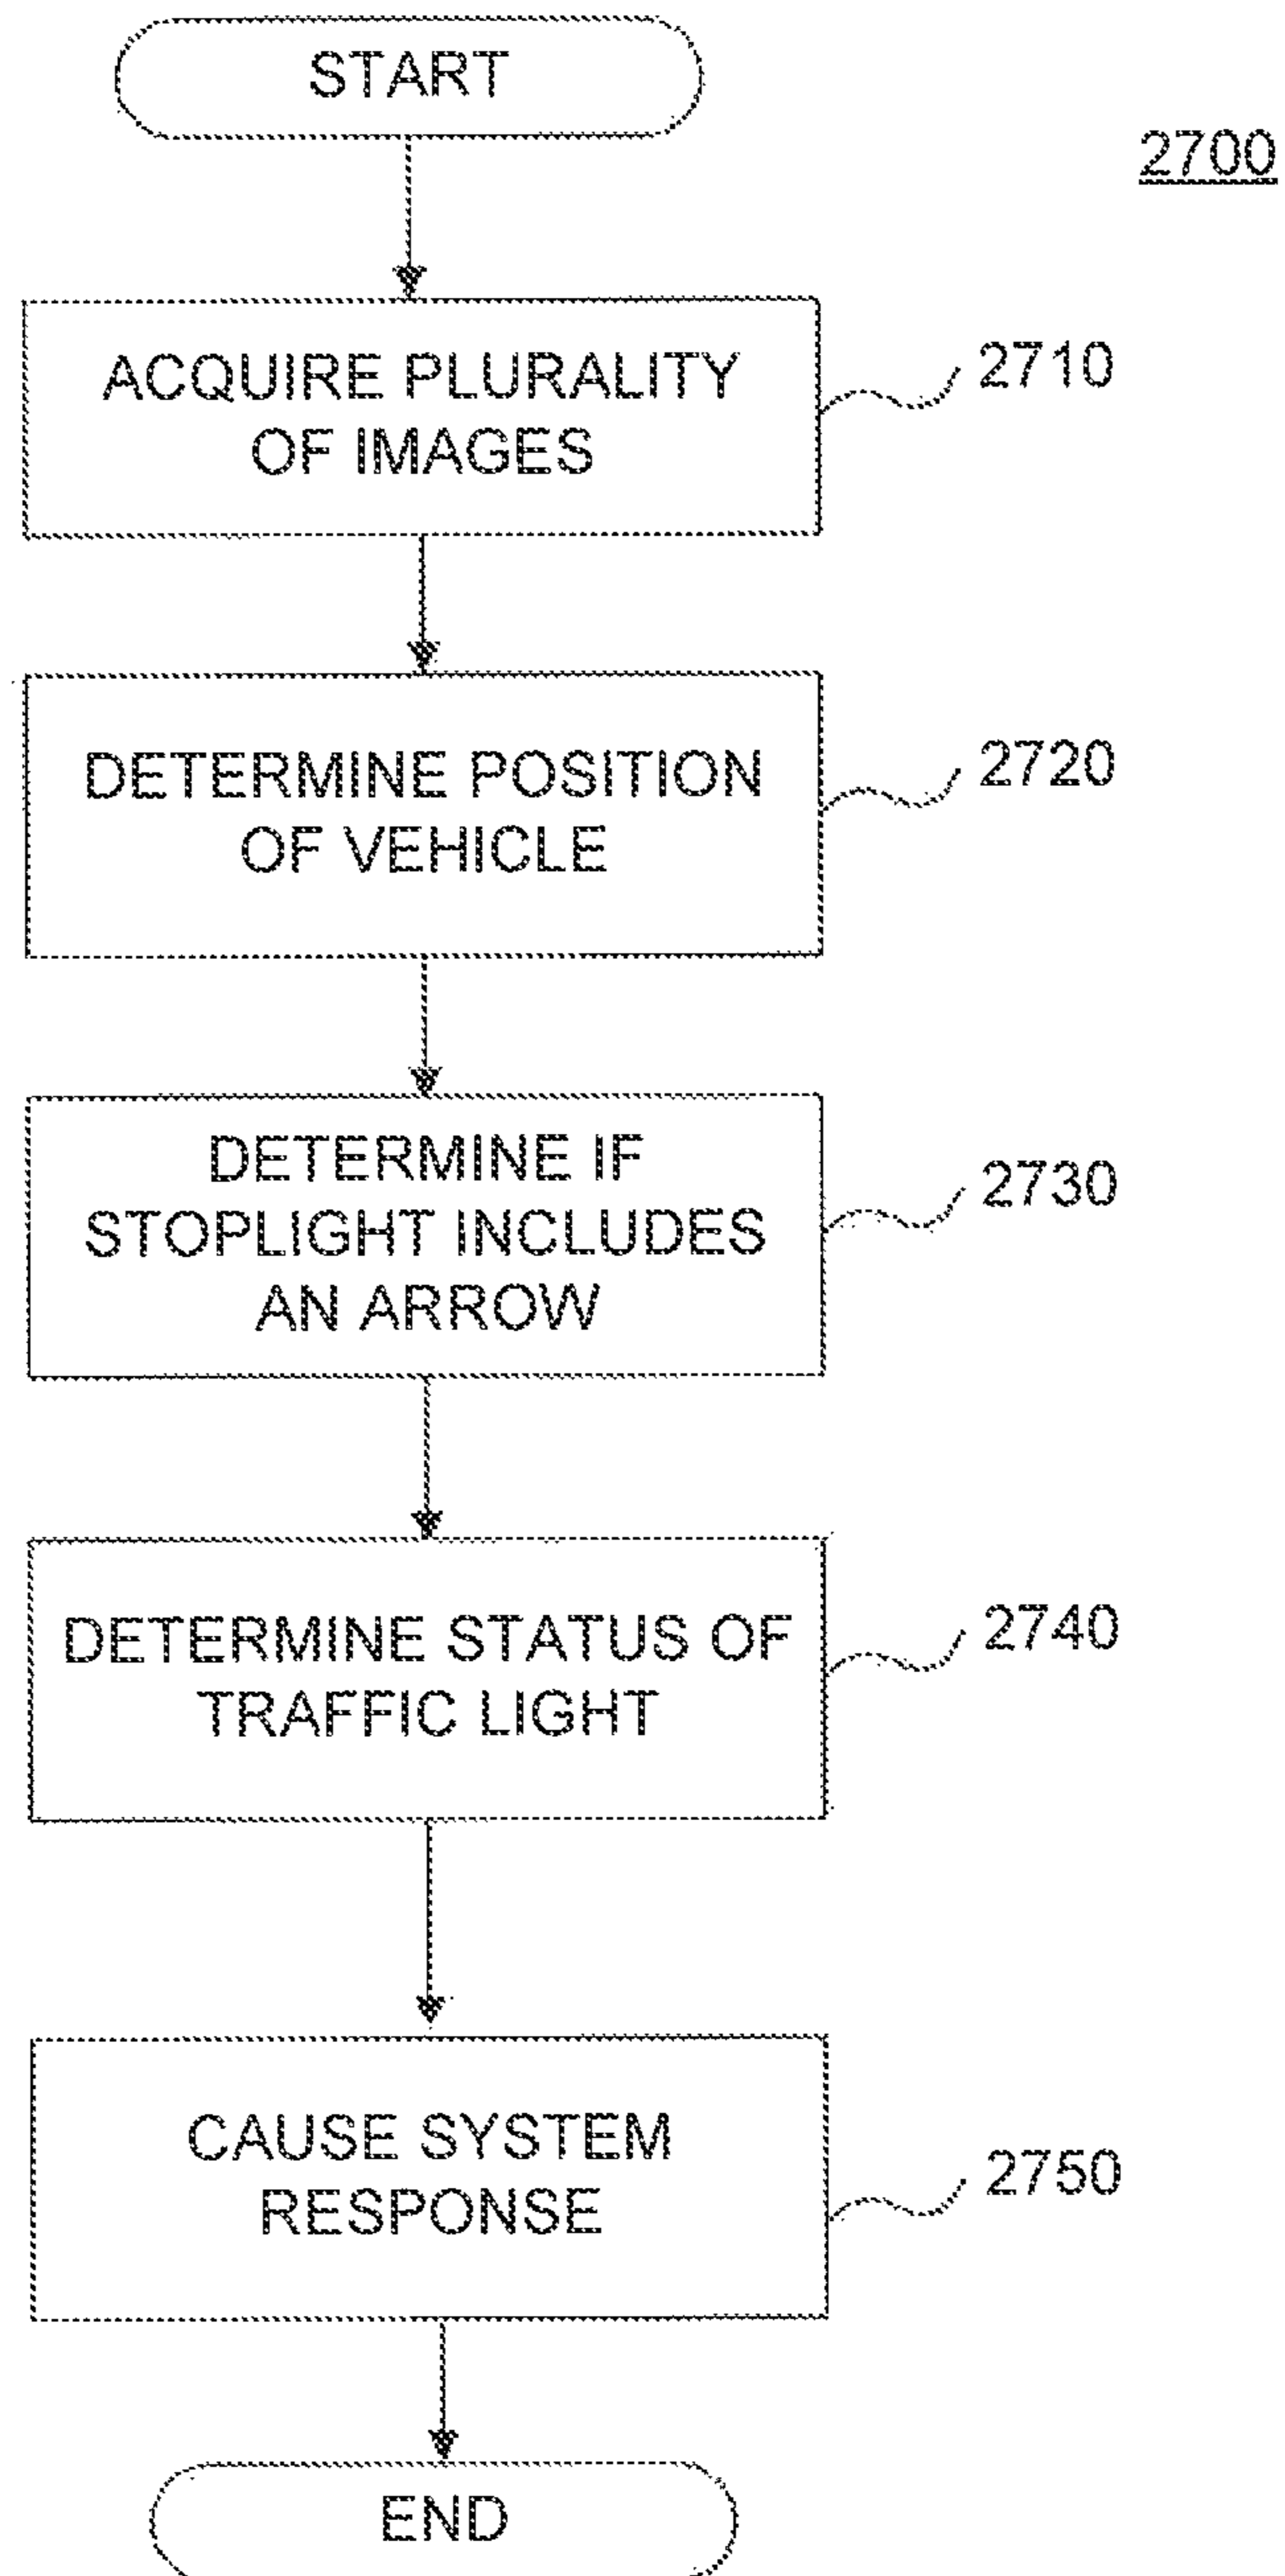 START
2700
ACQUIRE PLURALITY
OF IMAGES
2710
DETERMINE POSITION
OF VEHICLE
2720
DETERMINE IF
STOPLIGHT INCLUDES
AN ARROW
2730
DETERMINE STATUS OF
TRAFFIC LIGHT
2740
CAUSE SYSTEM
RESPONSE
2750
END